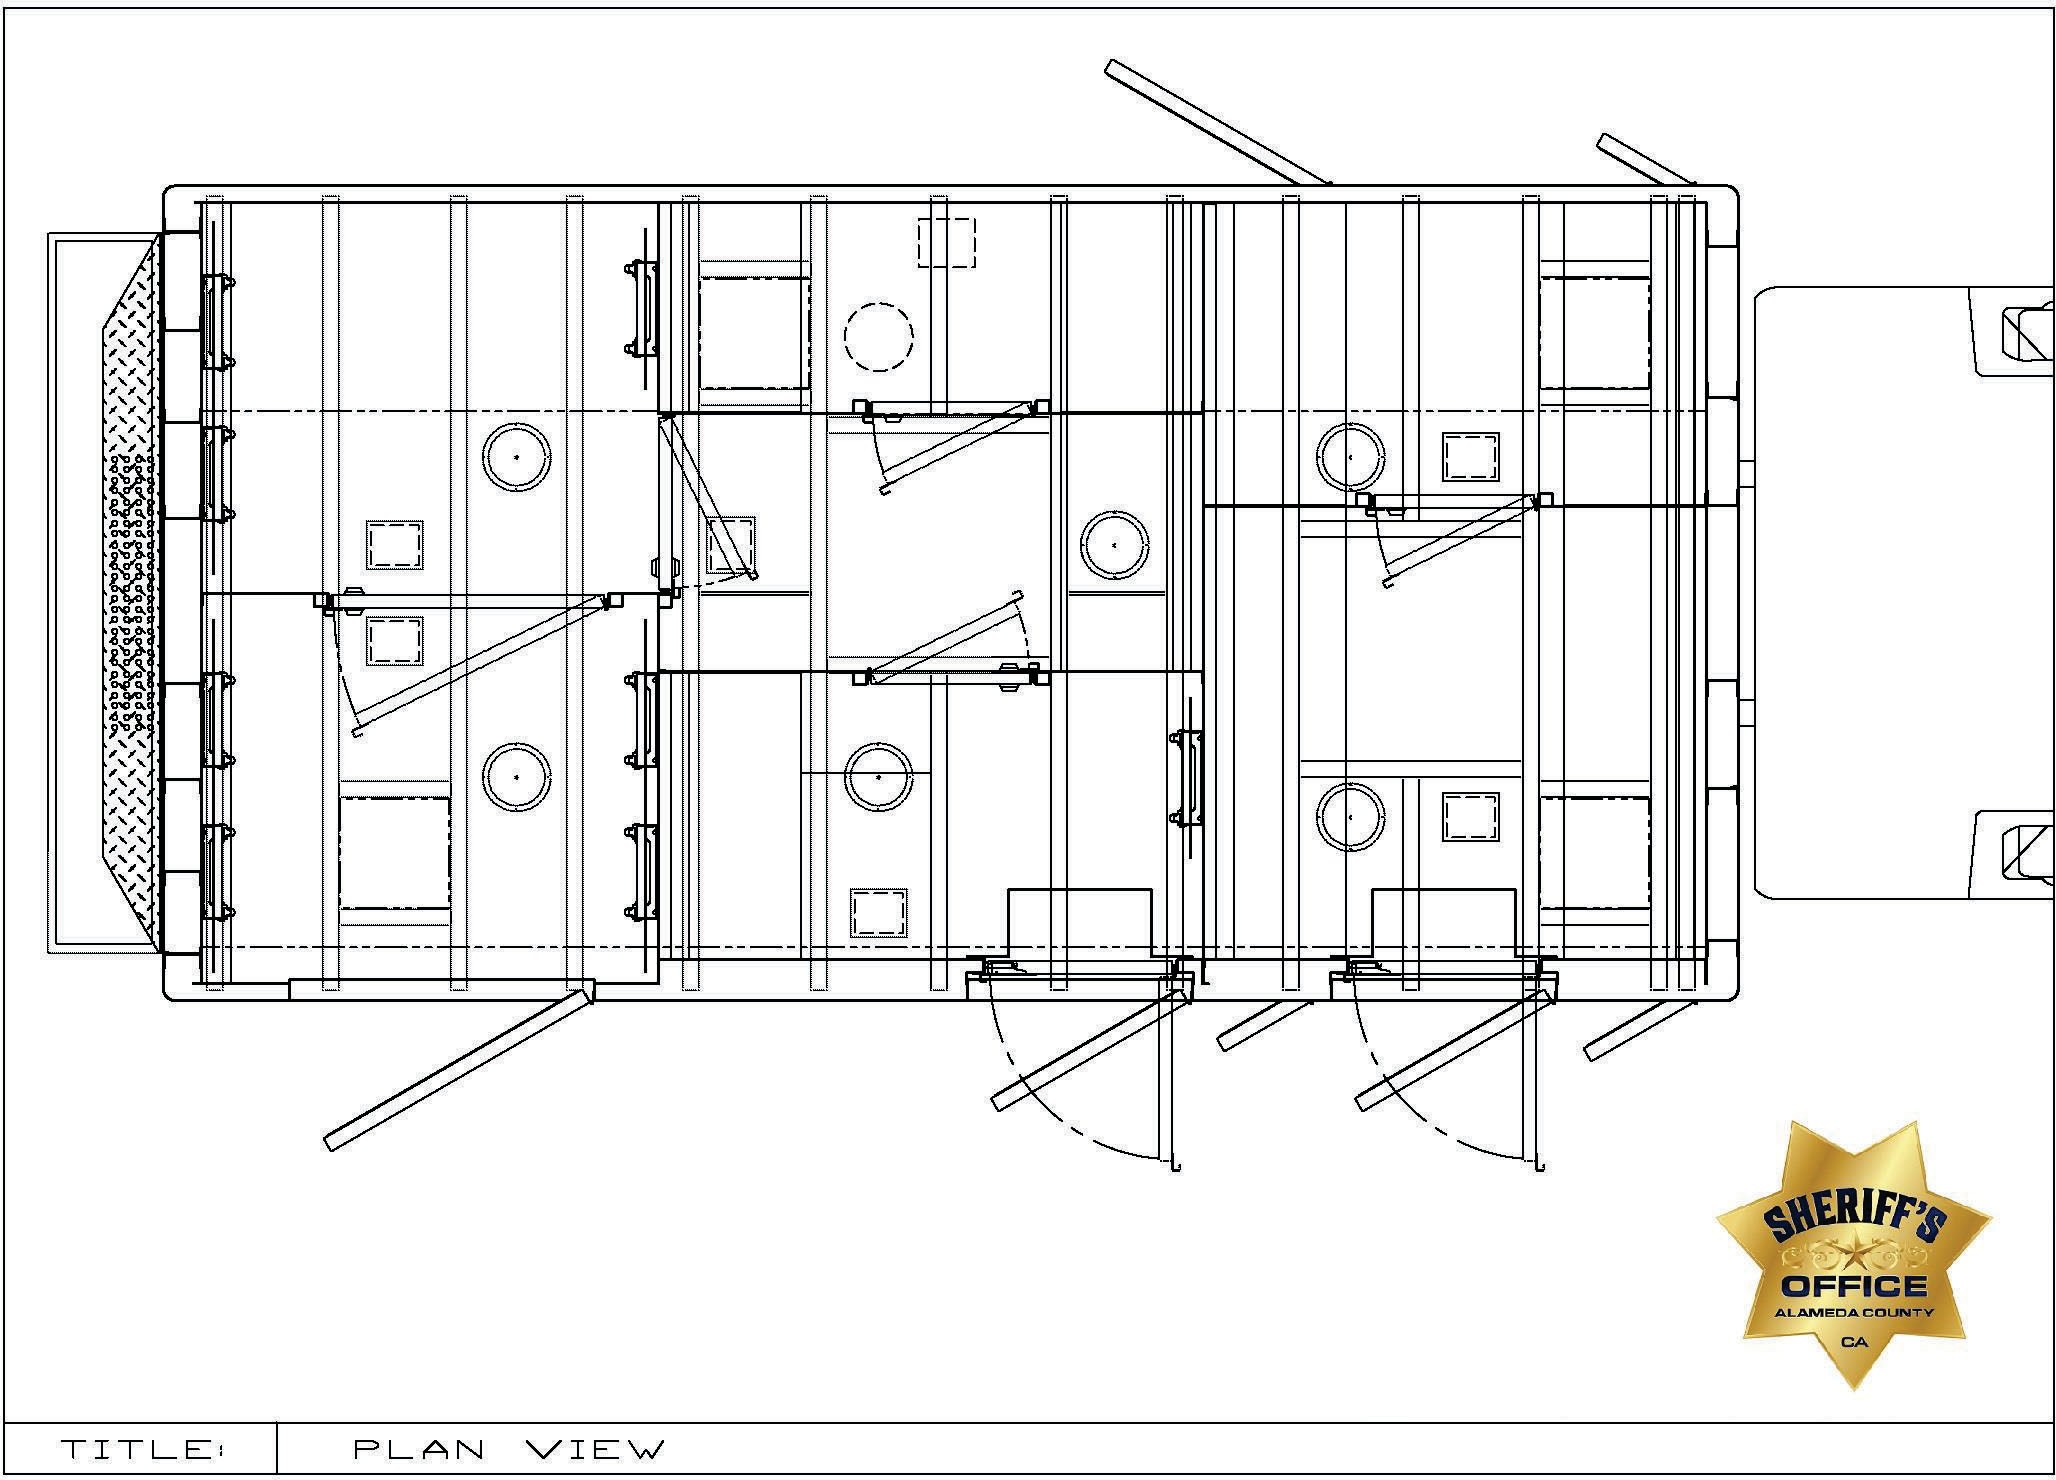 SHERIFF'S
OFFICE
ALAMEDA COUNTY
CA
TITLE: PLAN VIEW